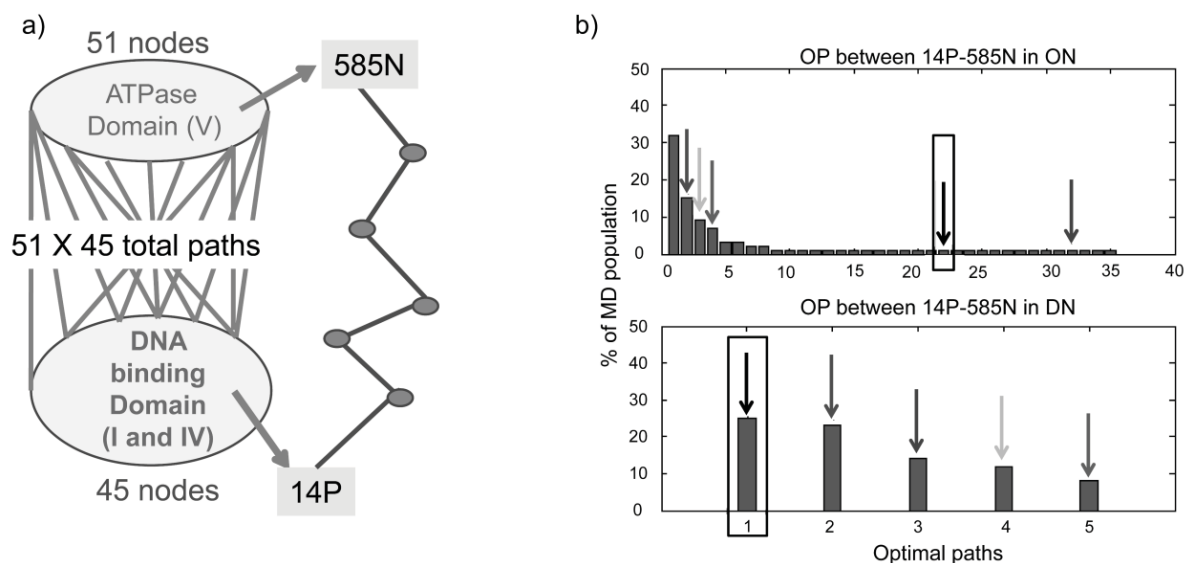 a)
51 nodes
ATPase
Domain (V)
585N
51 X 45 total paths
DNA
binding
Domain
(I and IV)
45 nodes
14P
b)
OP between 14P-585N in ON
50
40
30
20
10
0
0 5 10 15 20 25 30 35 40
% of MD population
OP between 14P-585N in DN
50
40
30
20
10
0
1 2 3 4 5
Optimal paths